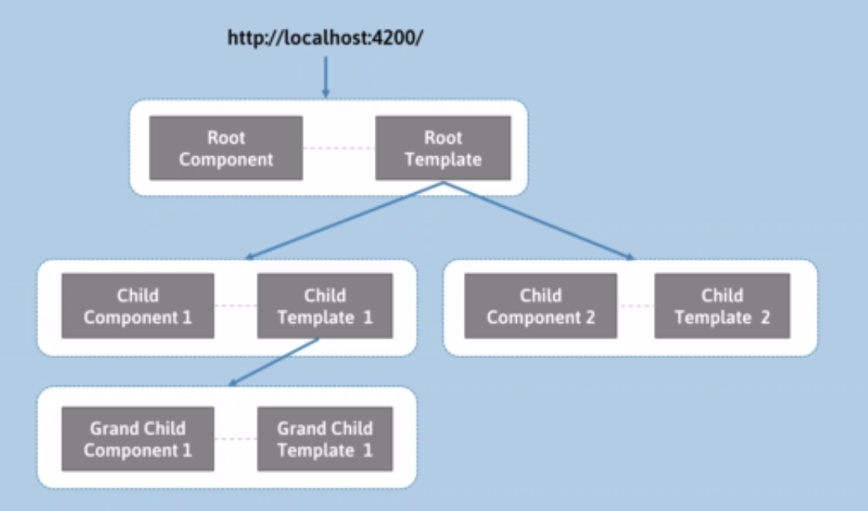 http://localhost:4200/
Root
Component
Root
Template
Child
Component 1
Child
Template 1
Child
Component 2
Child
Template 2
Grand Child
Component 1
Grand Child
Template 1